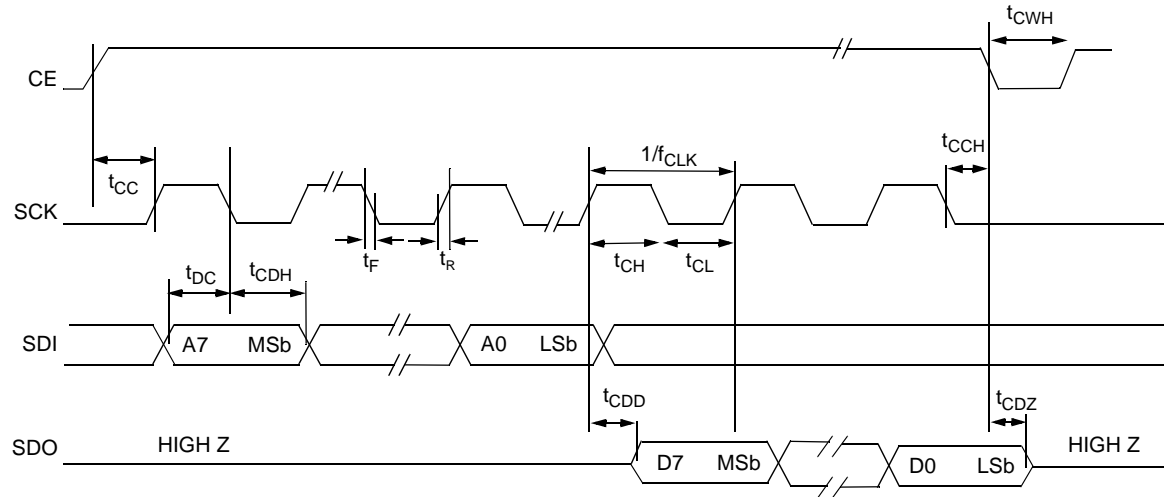 tCWH
CE
tCC
1/fCLK
tCCH
SCK
tF
tR
tCH
tCL
tDC
tCDH
SDI
A7 MSb
A0 LSb
tCDD
tCDZ
SDO
HIGH Z
D7 MSb
D0 LSb
HIGH Z